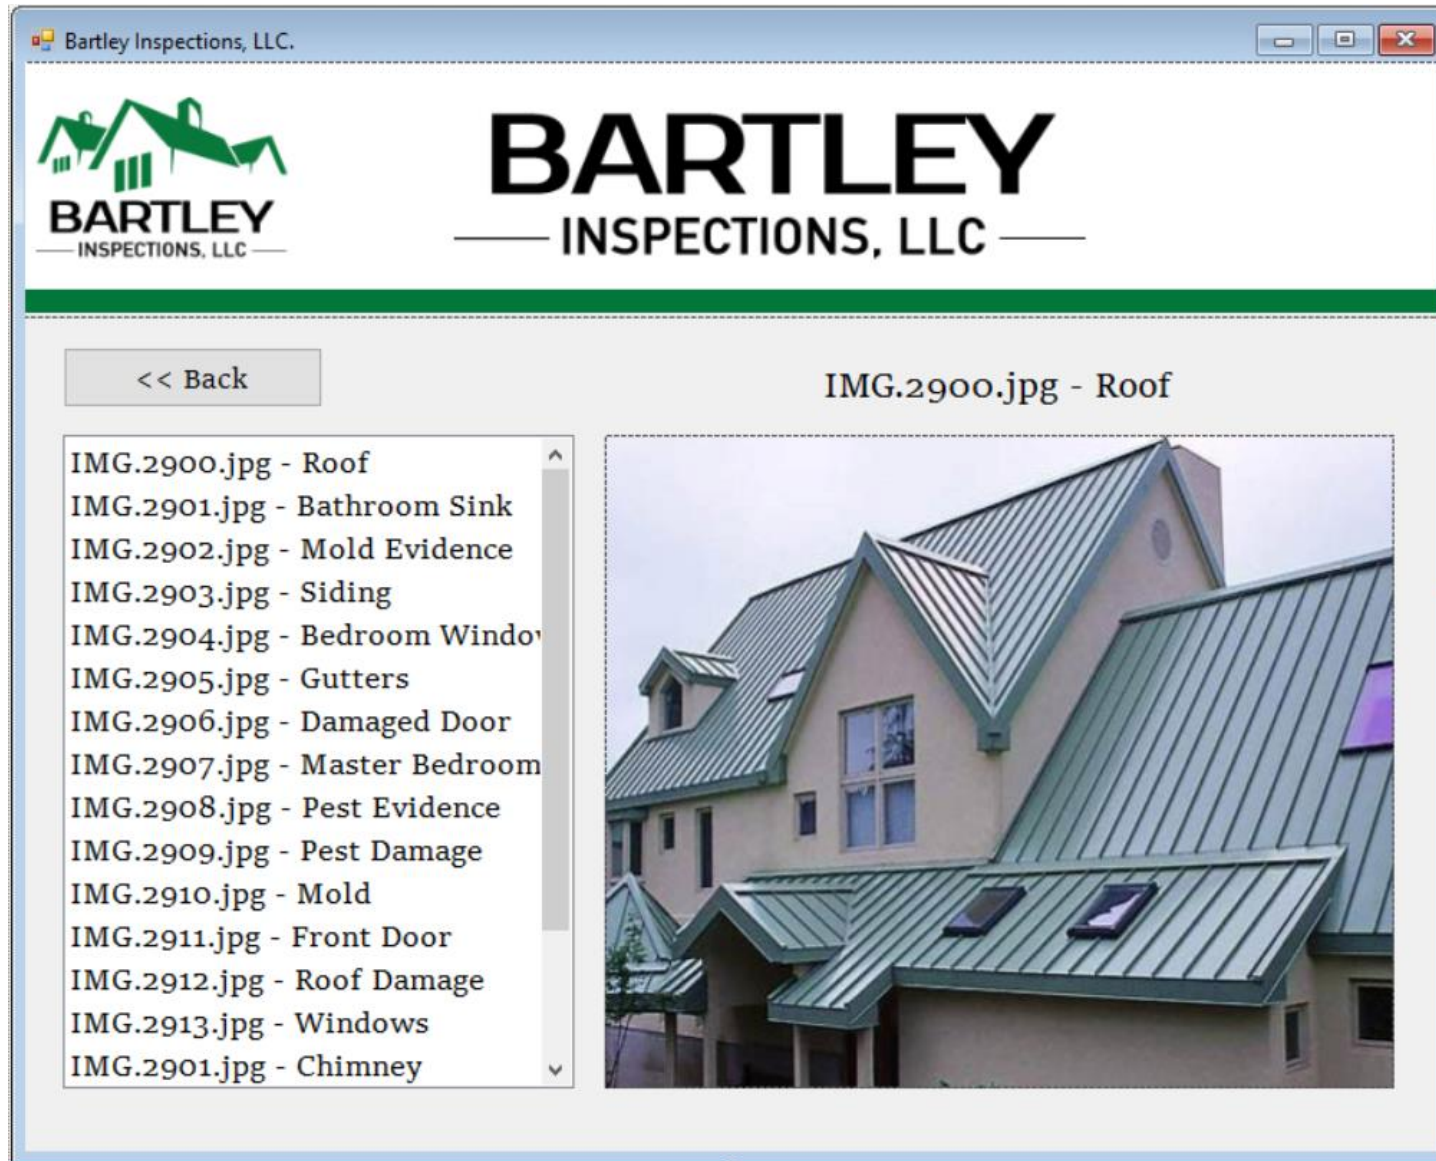 Bartley Inspections, LLC.
BARTLEY
INSPECTIONS, LLC
BARTLEY
INSPECTIONS, LLC
<< Back
IMG.2900.jpg - Roof
IMG.2900.jpg - Roof
IMG.2901.jpg - Bathroom Sink
IMG.2902.jpg - Mold Evidence
IMG.2903.jpg - Siding
IMG.2904.jpg - Bedroom Windo
IMG.2905.jpg - Gutters
IMG.2906.jpg - Damaged Door
IMG.2907.jpg - Master Bedroom
IMG.2908.jpg - Pest Evidence
IMG.2909.jpg - Pest Damage
IMG.2910.jpg - Mold
IMG.2911.jpg - Front Door
IMG.2912.jpg - Roof Damage
IMG.2913.jpg - Windows
IMG.2901.jpg - Chimney